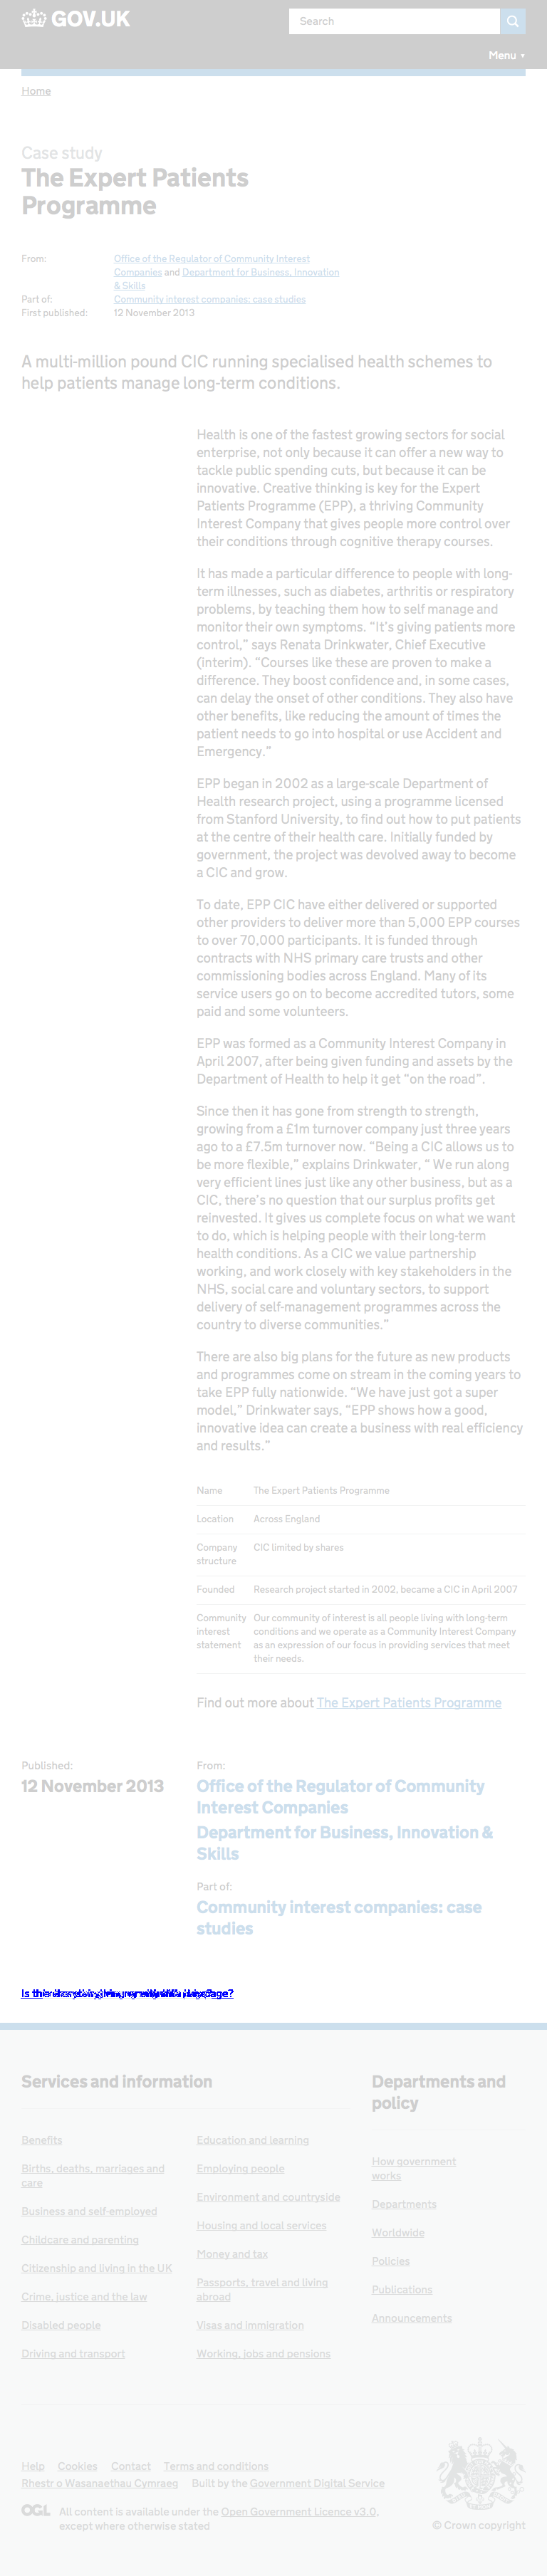 GOV.UK
Search
Menu ▼
Home
Case study
The Expert Patients
Programme
From: Office of the Regulator of Community Interest
Companies and Department for Business, Innovation
& Skills
Part of: Community interest companies: case studies
First published: 12 November 2013
A multi-million pound CIC running specialised health schemes to
help patients manage long-term conditions.
Health is one of the fastest growing sectors for social
enterprise, not only because it can offer a new way to
tackle public spending cuts, but because it can be
innovative. Creative thinking is key for the Expert
Patients Programme (EPP), a thriving Community
Interest Company that gives people more control over
their conditions through cognitive therapy courses.
It has made a particular difference to people with long-
term illnesses, such as diabetes, arthritis or respiratory
problems, by teaching them how to self manage and
monitor their own symptoms. “It’s giving patients more
control,” says Renata Drinkwater, Chief Executive
(interim). “Courses like these are proven to make a
difference. They boost confidence and, in some cases,
can delay the onset of other conditions. They also have
other benefits, like reducing the amount of times the
patient needs to go into hospital or use Accident and
Emergency.”
EPP began in 2002 as a large-scale Department of
Health research project, using a programme licensed
from Stanford University, to find out how to put patients
at the centre of their health care. Initially funded by
government, the project was devolved away to become
a CIC and grow.
To date, EPP CIC have either delivered or supported
other providers to deliver more than 5,000 EPP courses
to over 70,000 participants. It is funded through
contracts with NHS primary care trusts and other
commissioning bodies across England. Many of its
service users go on to become accredited tutors, some
paid and some volunteers.
EPP was formed as a Community Interest Company in
April 2007, after being given funding and assets by the
Department of Health to help it get “on the road”.
Since then it has gone from strength to strength,
growing from a £1m turnover company just three years
ago to a £7.5m turnover now. “Being a CIC allows us to
be more flexible,” explains Drinkwater, “ We run along
very efficient lines just like any other business, but as a
CIC, there’s no question that our surplus profits get
reinvested. It gives us complete focus on what we want
to do, which is helping people with their long-term
health conditions. As a CIC we value partnership
working, and work closely with key stakeholders in the
NHS, social care and voluntary sectors, to support
delivery of self-management programmes across the
country to diverse communities.”
There are also big plans for the future as new products
and programmes come on stream in the coming years to
take EPP fully nationwide. “We have just got a super
model,” Drinkwater says, “EPP shows how a good,
innovative idea can create a business with real efficiency
and results.”
Name The Expert Patients Programme
Location Across England
Company CIC limited by shares
structure
Founded Research project started in 2002, became a CIC in April 2007
Community Our community of interest is all people living with long-term
interest conditions and we operate as a Community Interest Company
statement as an expression of our focus in providing services that meet
their needs.
Find out more about The Expert Patients Programme
Published:
12 November 2013
From:
Office of the Regulator of Community
Interest Companies
Department for Business, Innovation &
Skills
Part of:
Community interest companies: case
studies
Is there anything wrong with this page?
Services and information
Benefits
Births, deaths, marriages and
care
Business and self-employed
Childcare and parenting
Citizenship and living in the UK
Crime, justice and the law
Disabled people
Driving and transport
Education and learning
Employing people
Environment and countryside
Housing and local services
Money and tax
Passports, travel and living
abroad
Visas and immigration
Working, jobs and pensions
Departments and
policy
How government
works
Departments
Worldwide
Policies
Publications
Announcements
Help Cookies Contact Terms and conditions
Rhestr o Wasanaethau Cymraeg Built by the Government Digital Service
OGL All content is available under the Open Government Licence v3.0,
except where otherwise stated
© Crown copyright